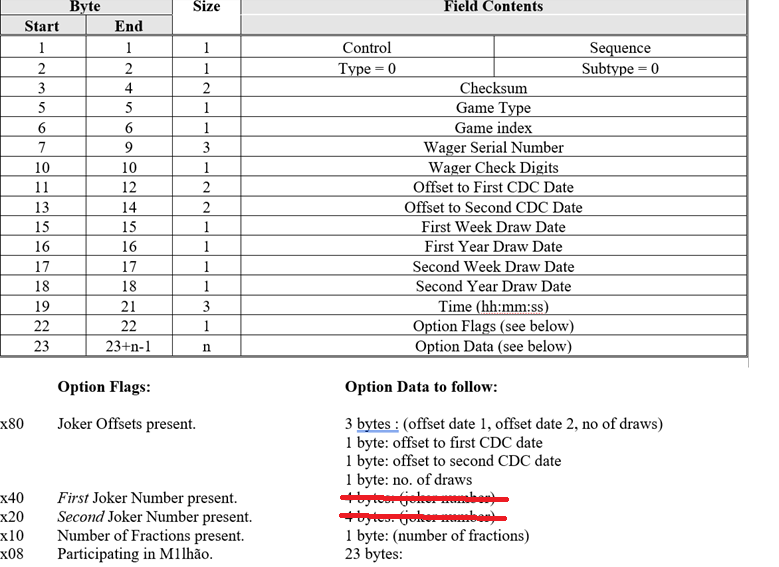 Byte Size Field Contents
Start End
1 1 1 Control Sequence
2 2 1 Type = 0 Subtype = 0
3 4 2 Checksum
5 5 1 Game Type
6 6 1 Game index
7 9 3 Wager Serial Number
10 10 1 Wager Check Digits
11 12 2 Offset to First CDC Date
13 14 2 Offset to Second CDC Date
15 15 1 First Week Draw Date
16 16 1 First Year Draw Date
17 17 1 Second Week Draw Date
18 18 1 Second Year Draw Date
19 21 3 Time (hh:mm:ss)
22 22 1 Option Flags (see below)
23 23+n-1 n Option Data (see below)
Option Flags: Option Data to follow:
x80 Joker Offsets present. 3 bytes : (offset date 1, offset date 2, no of draws)
1 byte: offset to first CDC date
1 byte: offset to second CDC date
1 byte: no. of draws
x40 First Joker Number present. 4 bytes: (joker number)
x20 Second Joker Number present. 4 bytes: (joker number)
x10 Number of Fractions present. 1 byte: (number of fractions)
x08 Participating in M1lhão. 23 bytes: